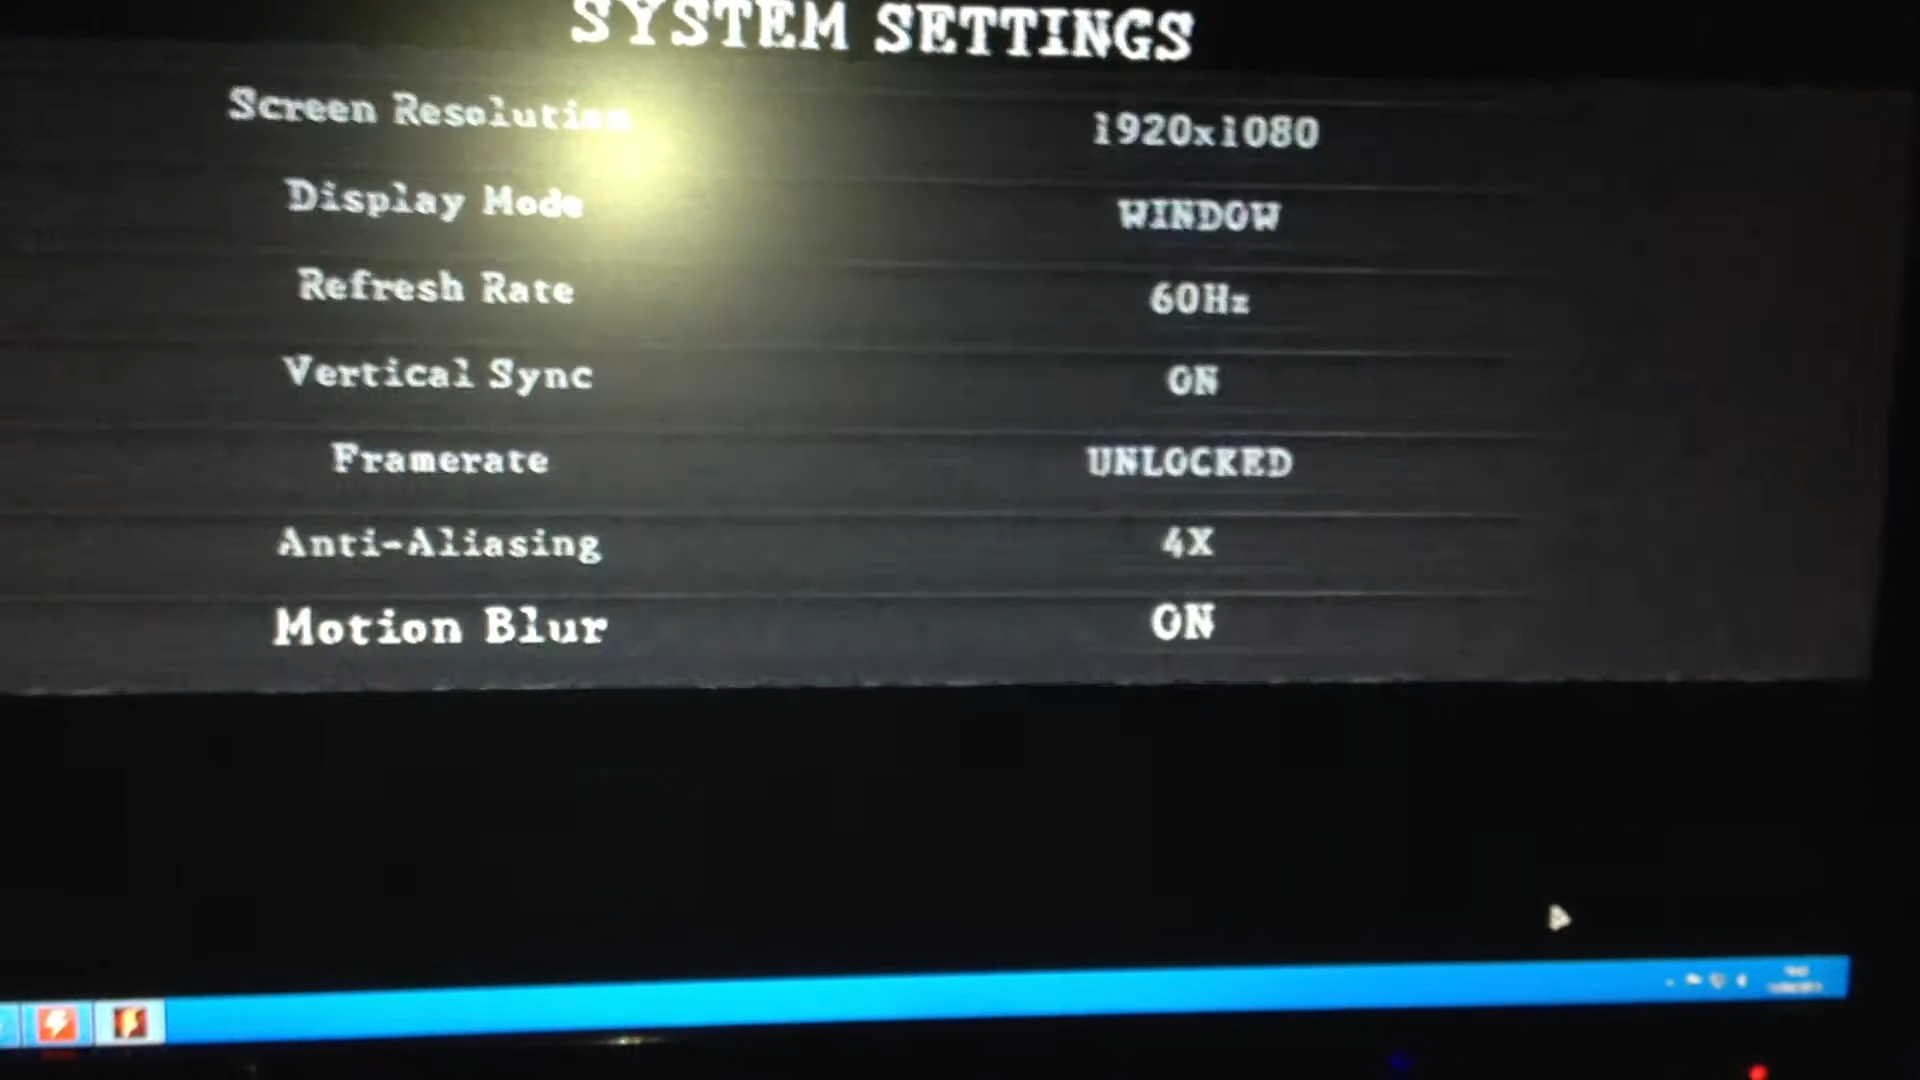 SYSTEM SETTINGS
Screen Resolution 1920x1080
Display Mode WINDOW
Refresh Rate 60Hz
Vertical Sync ON
Framerate UNLOCKED
Anti-Aliasing 4X
Motion Blur ON